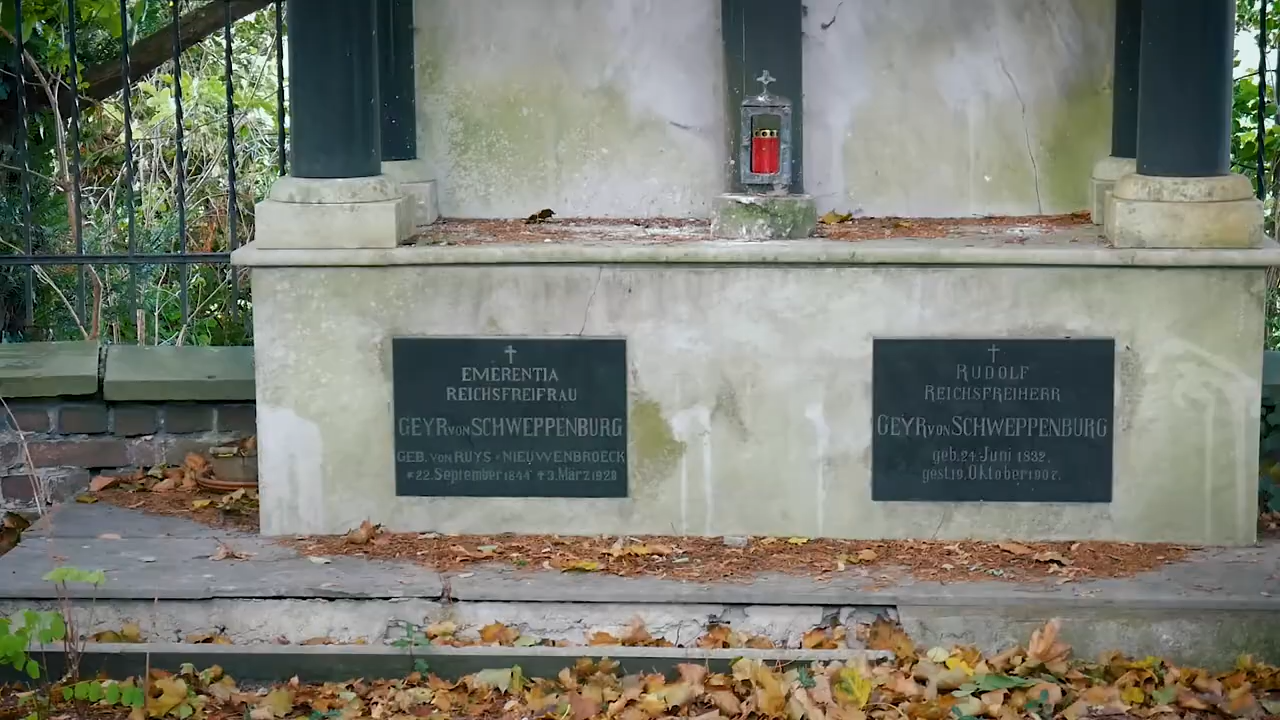 EMERENTIA
REICHSFREIFRAU
GEYR VON SCHWEPPENBURG
GEB. VON RUYS v NIEUWENBROECK
*22. September 1844 +3. März 1928
RUDOLF
REICHSFREIHERR
GEYR VON SCHWEPPENBURG
geb. 24. Juni 1832.
gest. 19. Oktober